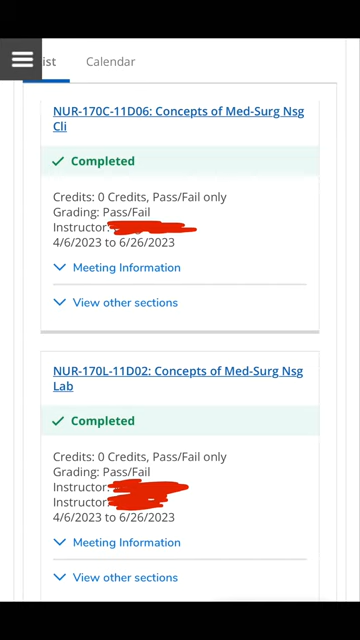 ist
Calendar
NUR-170C-11D06: Concepts of Med-Surg Nsg
Cli
Completed
Credits: 0 Credits, Pass/Fail only
Grading: Pass/Fail
Instructor:
4/6/2023 to 6/26/2023
Meeting Information
View other sections
NUR-170L-11D02: Concepts of Med-Surg Nsg
Lab
Completed
Credits: 0 Credits, Pass/Fail only
Grading: Pass/Fail
Instructor:
Instructor:
4/6/2023 to 6/26/2023
Meeting Information
View other sections